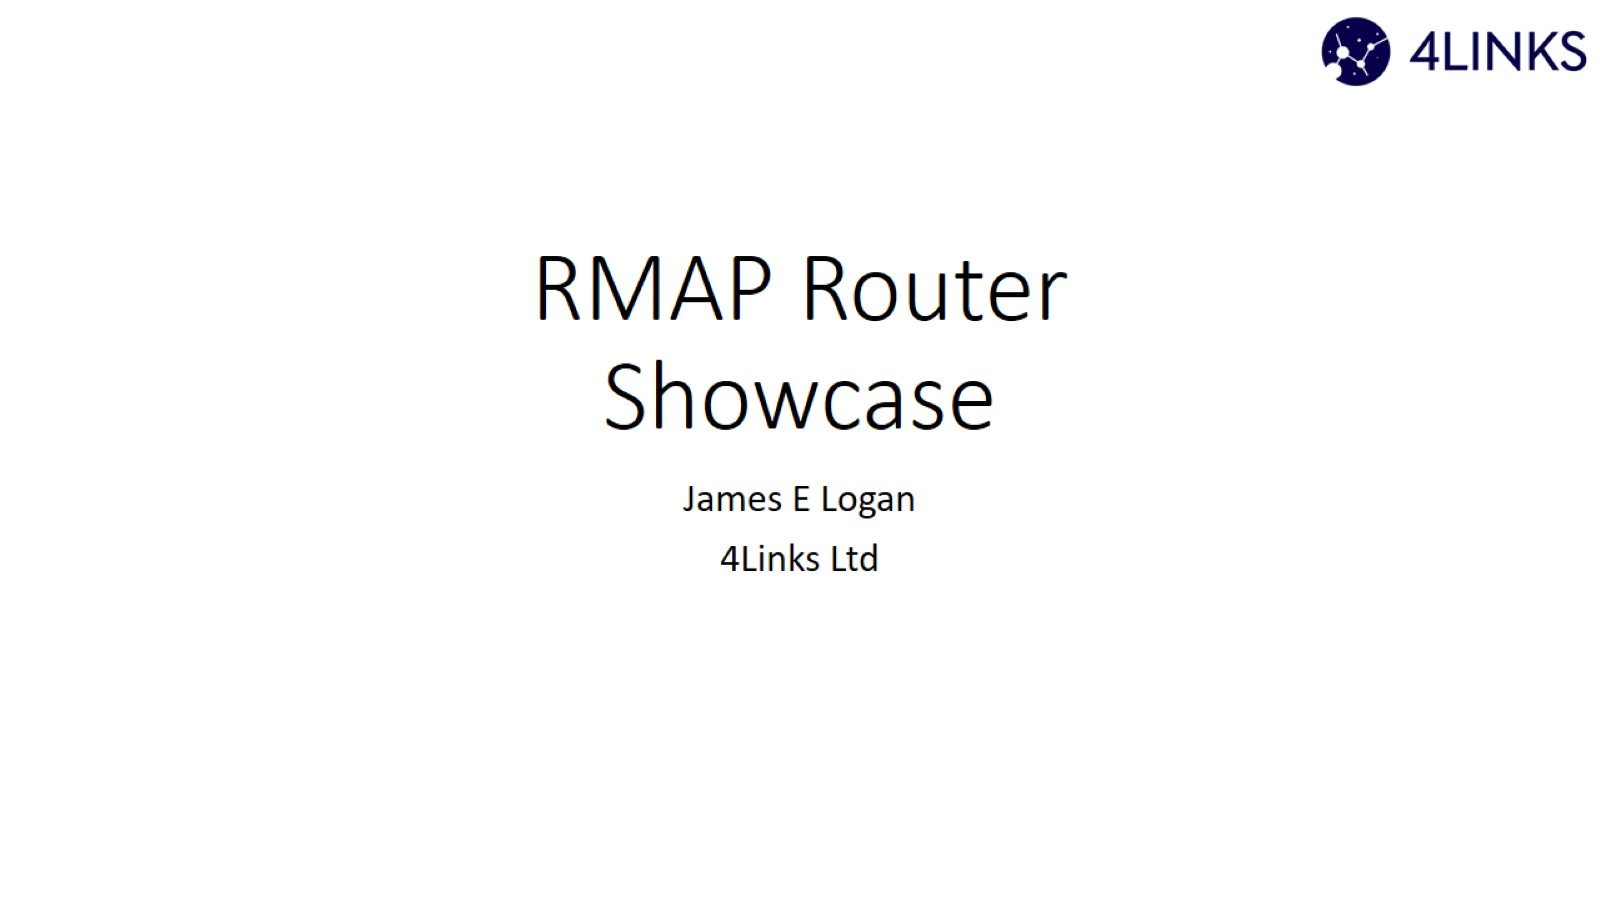 4LINKS
RMAP Router
Showcase
James E Logan
4Links Ltd